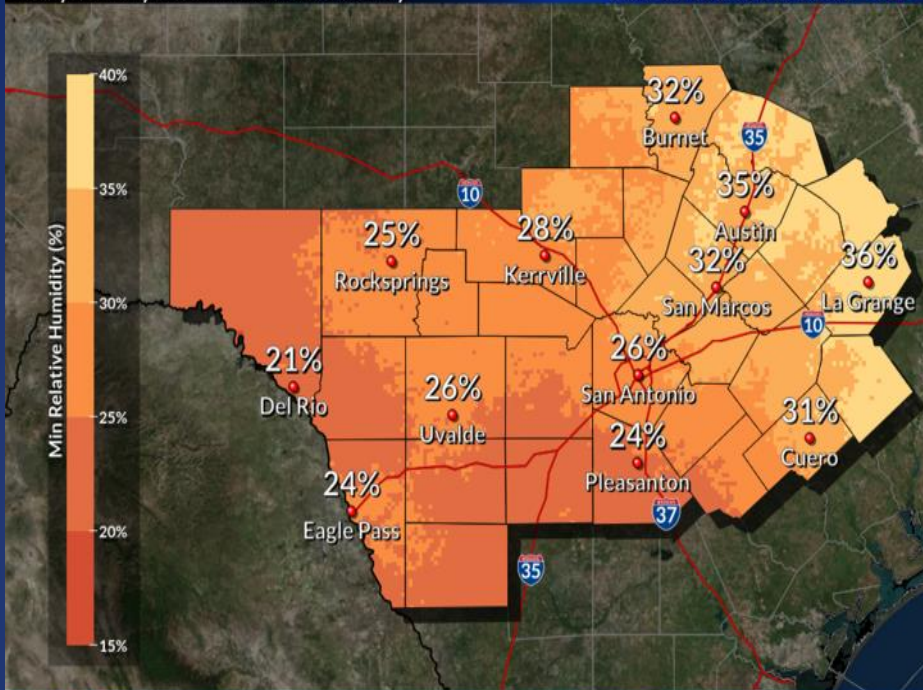 40%
35%
30%
25%
20%
15%
Min Relative Humidity (%)
32%
Burnet
35
35%
Austin
10
25%
Rocksprings
28%
Kerrville
32%
San Marcos
36%
La Grange
10
21%
Del Rio
26%
Uvalde
26%
San Antonio
31%
Cuero
24%
Pleasanton
24%
Eagle Pass
37
35